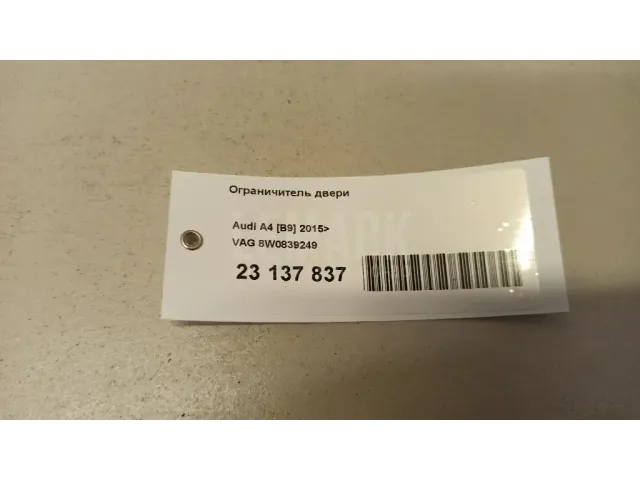 Ограничитель двери
Audi A4 [B9] 2015>
VAG 8W0839249
23 137 837